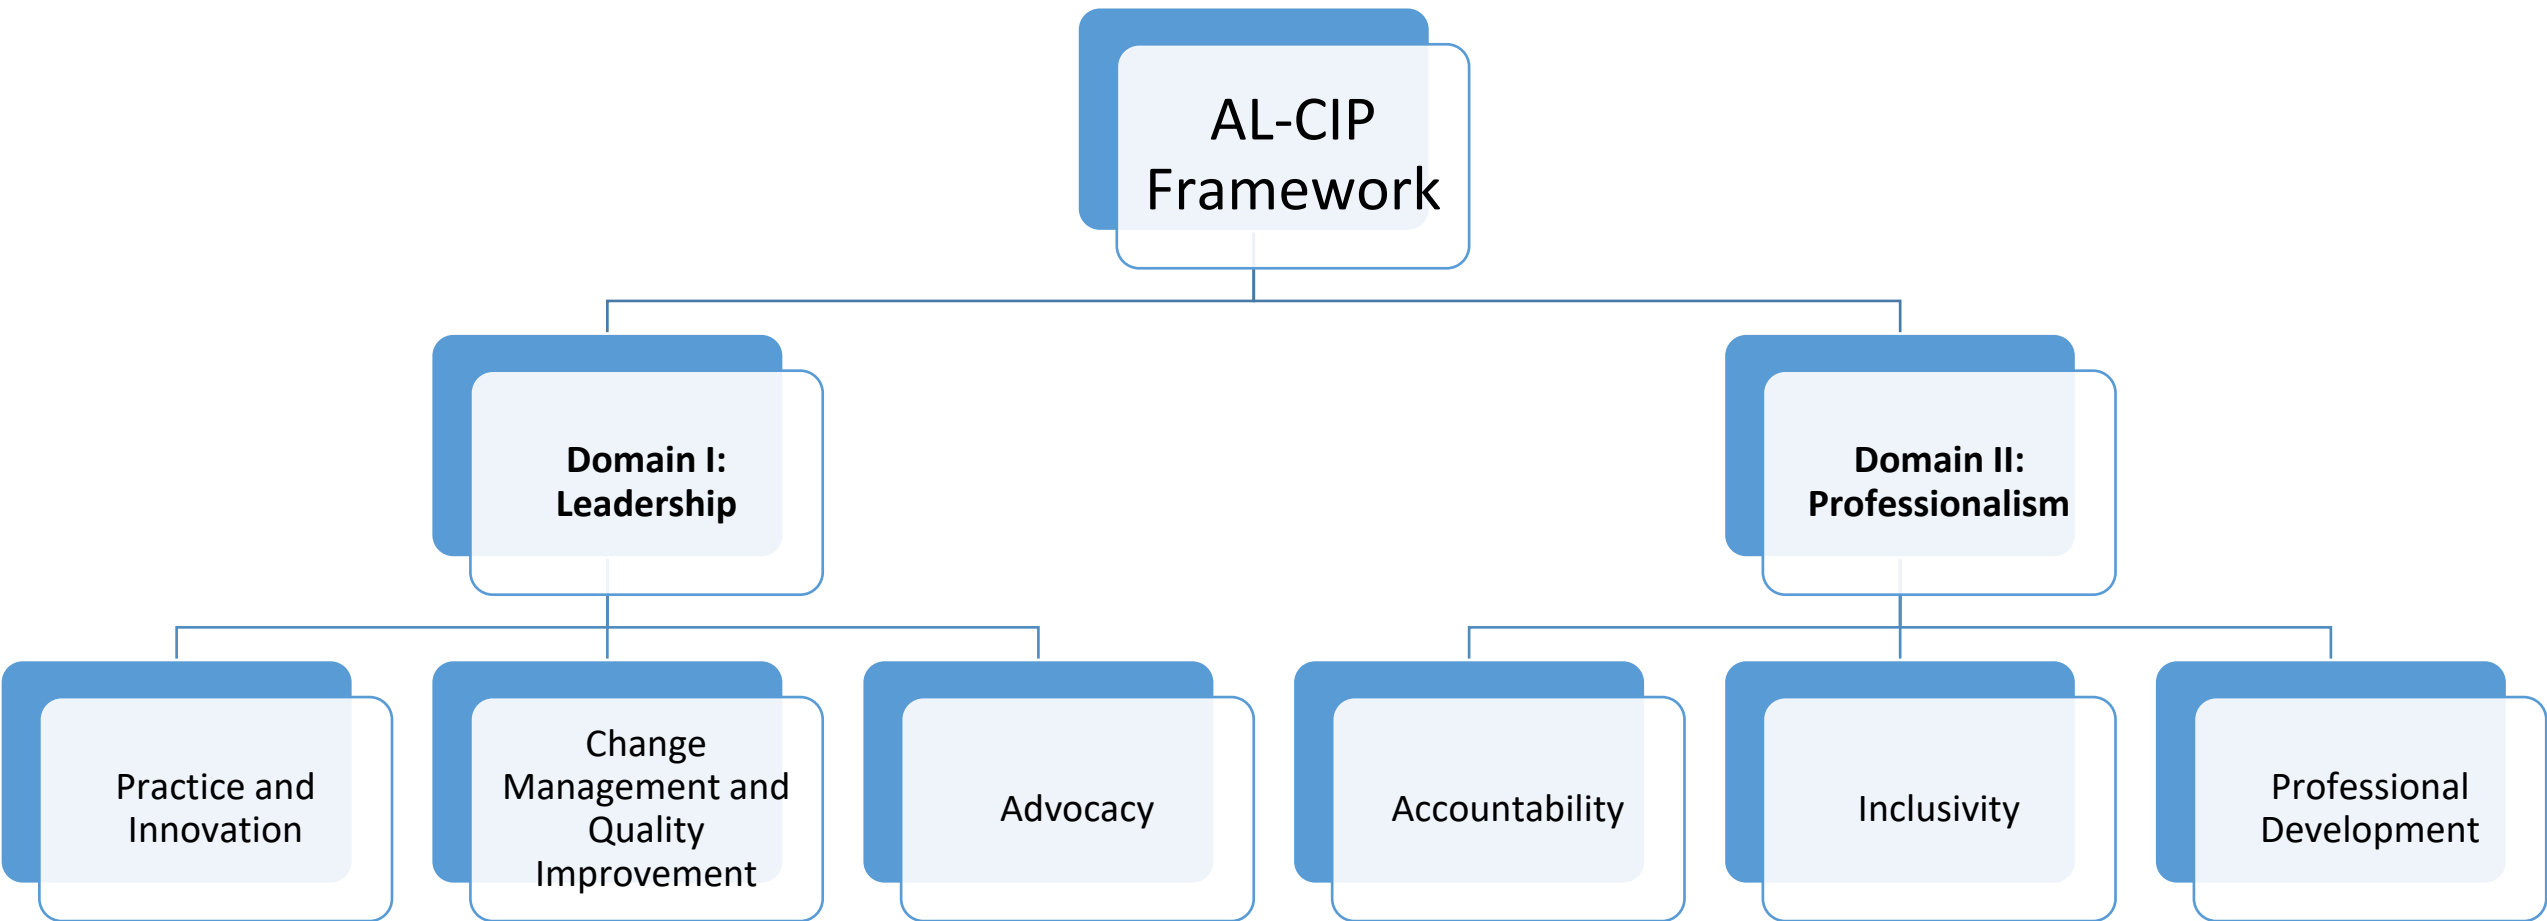 AL-CIP
Framework
Domain I:
Leadership
Domain II:
Professionalism
Practice and
Innovation
Change
Management and
Quality
Improvement
Advocacy
Accountability
Inclusivity
Professional
Development